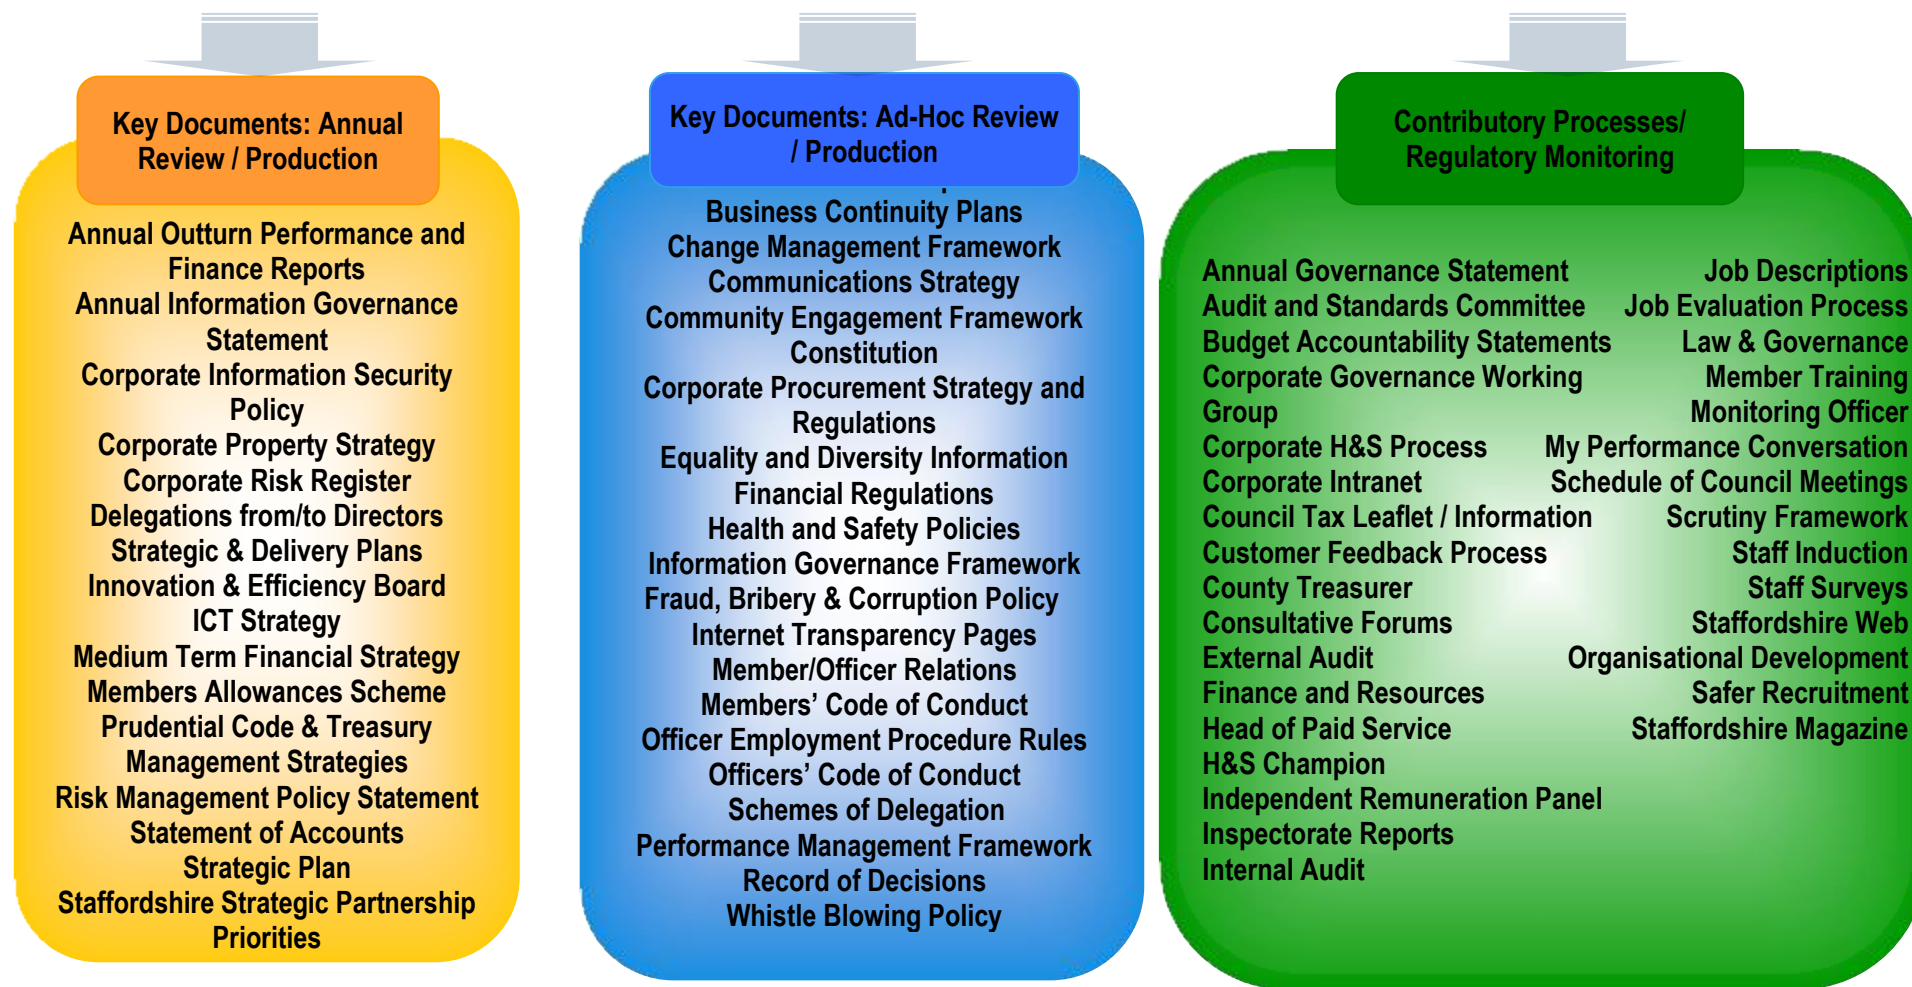 Key Documents: Annual
Review / Production
Annual Outturn Performance and
Finance Reports
Annual Information Governance
Statement
Corporate Information Security
Policy
Corporate Property Strategy
Corporate Risk Register
Delegations from/to Directors
Strategic & Delivery Plans
Innovation & Efficiency Board
ICT Strategy
Medium Term Financial Strategy
Members Allowances Scheme
Prudential Code & Treasury
Management Strategies
Risk Management Policy Statement
Statement of Accounts
Strategic Plan
Staffordshire Strategic Partnership
Priorities
Key Documents: Ad-Hoc Review
/ Production
Business Continuity Plans
Change Management Framework
Communications Strategy
Community Engagement Framework
Constitution
Corporate Procurement Strategy and
Regulations
Equality and Diversity Information
Financial Regulations
Health and Safety Policies
Information Governance Framework
Fraud, Bribery & Corruption Policy
Internet Transparency Pages
Member/Officer Relations
Members’ Code of Conduct
Officer Employment Procedure Rules
Officers’ Code of Conduct
Schemes of Delegation
Performance Management Framework
Record of Decisions
Whistle Blowing Policy
Contributory Processes/
Regulatory Monitoring
Annual Governance Statement
Audit and Standards Committee
Budget Accountability Statements
Corporate Governance Working
Group
Corporate H&S Process
Corporate Intranet
Council Tax Leaflet / Information
Customer Feedback Process
County Treasurer
Consultative Forums
External Audit
Finance and Resources
Head of Paid Service
H&S Champion
Independent Remuneration Panel
Inspectorate Reports
Internal Audit
Job Descriptions
Job Evaluation Process
Law & Governance
Member Training
Monitoring Officer
My Performance Conversation
Schedule of Council Meetings
Scrutiny Framework
Staff Induction
Staff Surveys
Staffordshire Web
Organisational Development
Safer Recruitment
Staffordshire Magazine